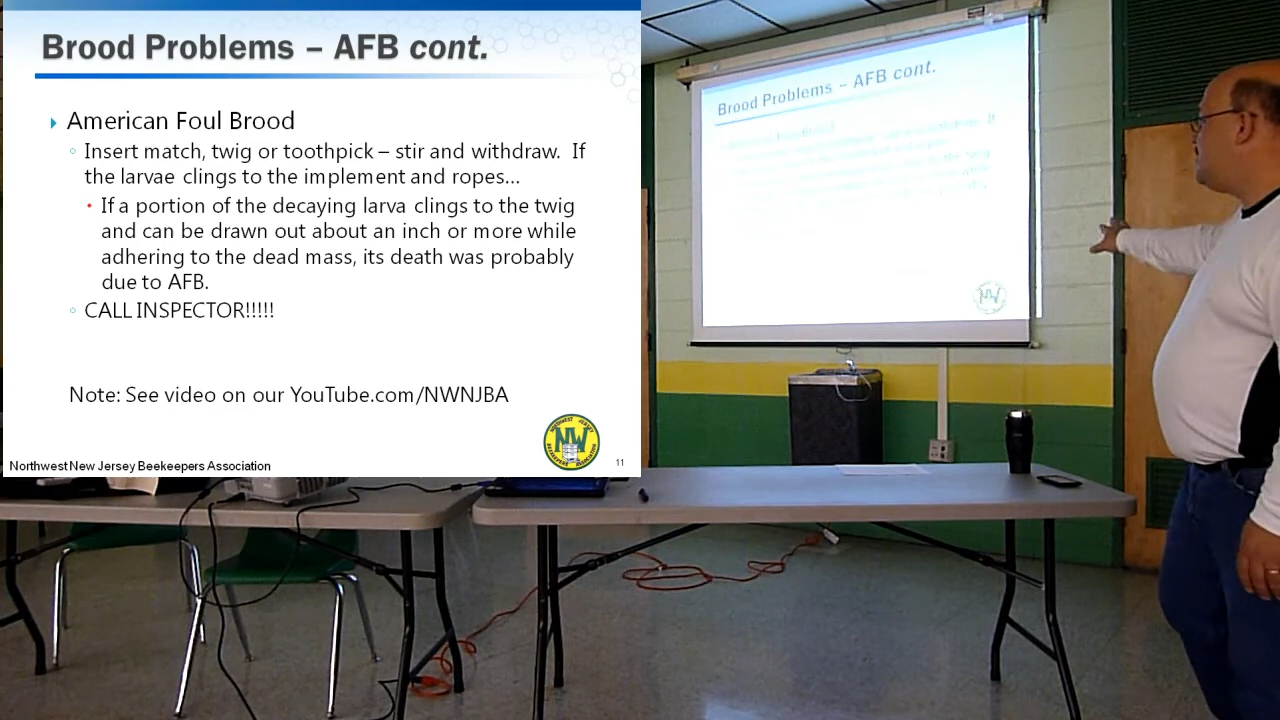 Brood Problems – AFB cont.
American Foul Brood
Insert match, twig or toothpick – stir and withdraw.  If
the larvae clings to the implement and ropes...
If a portion of the decaying larva clings to the twig
and can be drawn out about an inch or more while
adhering to the dead mass, its death was probably
due to AFB.
CALL INSPECTOR!!!!!
Note: See video on our YouTube.com/NWNJBA
Northwest New Jersey Beekeepers Association
NW
11
Brood Problems – AFB cont.